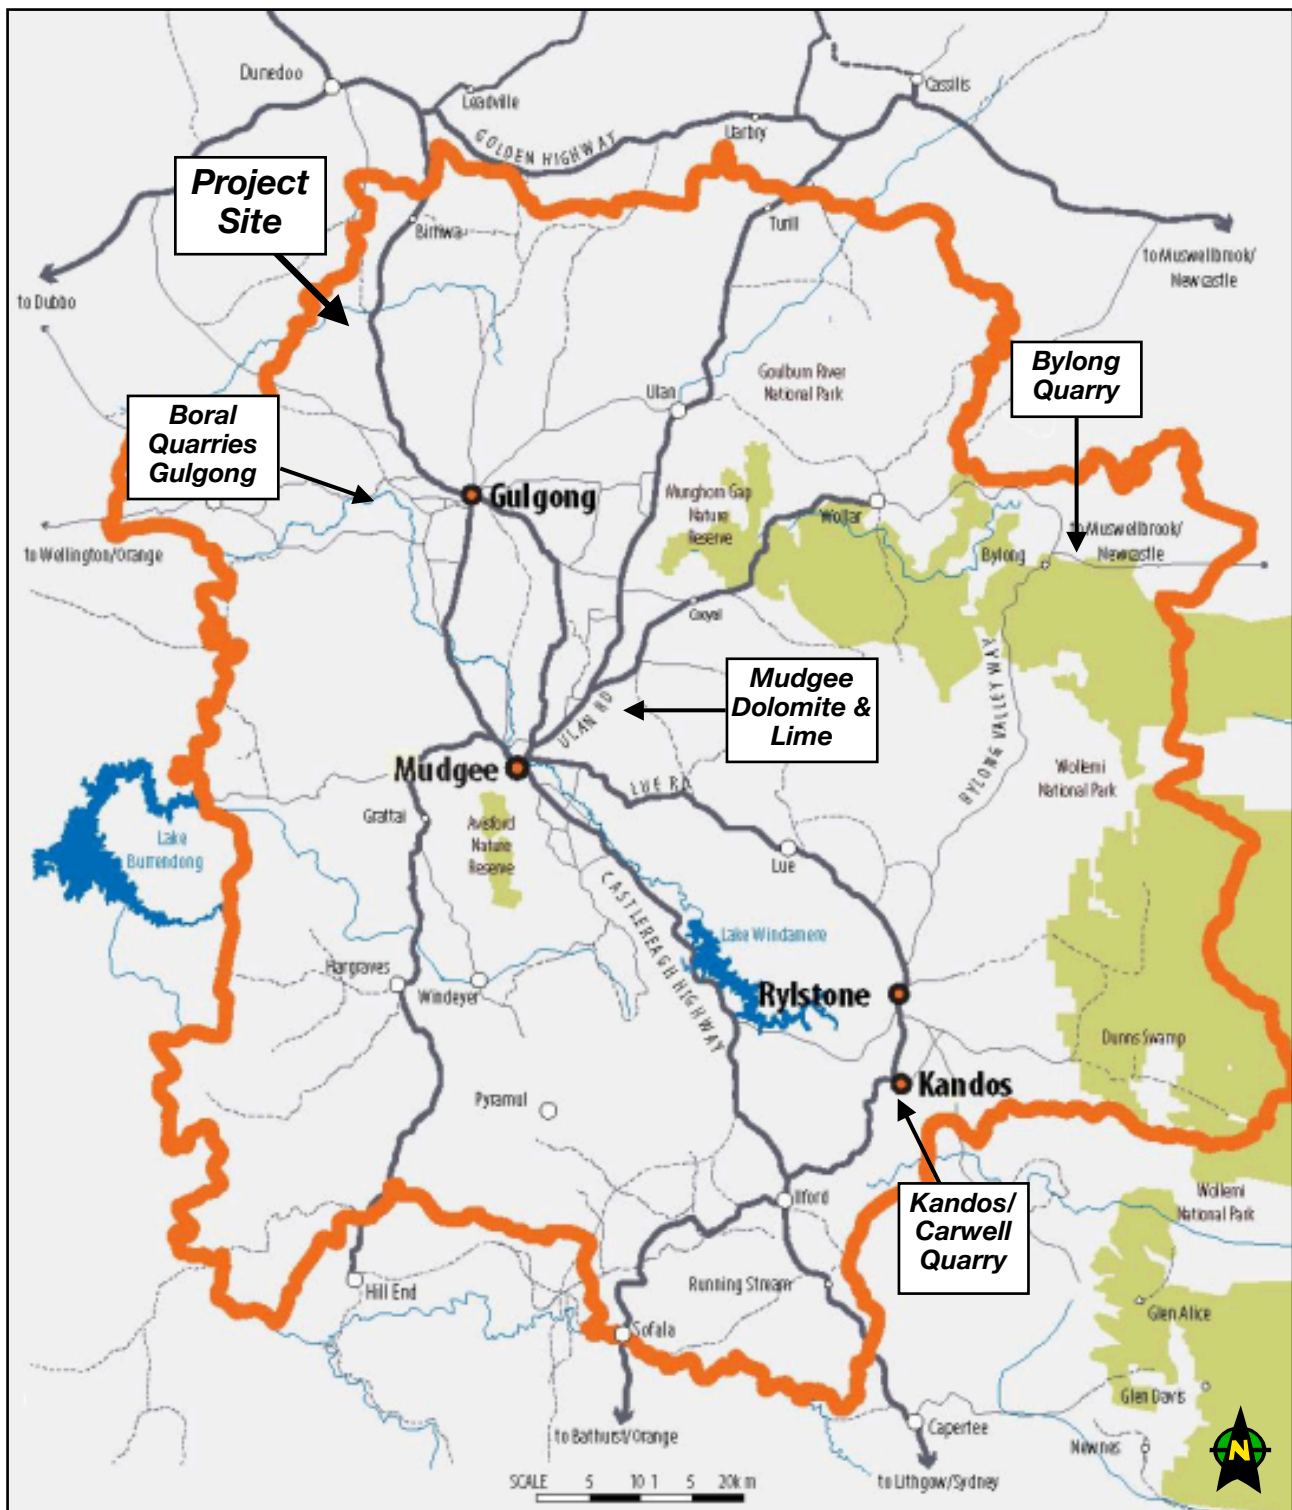 Dunedoo
Leadville
Cassilis
GOLDEN HIGHWAY
Uarbry
Project
Site
Birriwa
Turill
to Muswellbrook/
Newcastle
to Dubbo
Bylong
Quarry
Goulburn River
National Park
Ulan
Boral
Quarries
Gulgong
Gulgong
Munghorn Gap
Nature
Reserve
Wollar
to Muswellbrook/
Newcastle
to Wellington/Orange
Bylong
Cooyal
BYLONG VALLEY WAY
Mudgee
Dolomite &
Lime
ULAN RD
Mudgee
LUE RD
Wollemi
National Park
Grattai
Avisford
Nature
Reserve
Lake
Burrendong
Lue
CASTLEREAGH HIGHWAY
Lake Windamere
Hargraves
Windeyer
Rylstone
Dunns Swamp
Kandos
Pyramul
Ilford
Kandos/
Carwell
Quarry
Wollemi
National Park
Hill End
Running Stream
Glen Alice
Sofala
Glen Davis
Capertee
Newnes
to Bathurst/Orange
to Lithgow/Sydney
SCALE 5 10 1 5 20k m
N